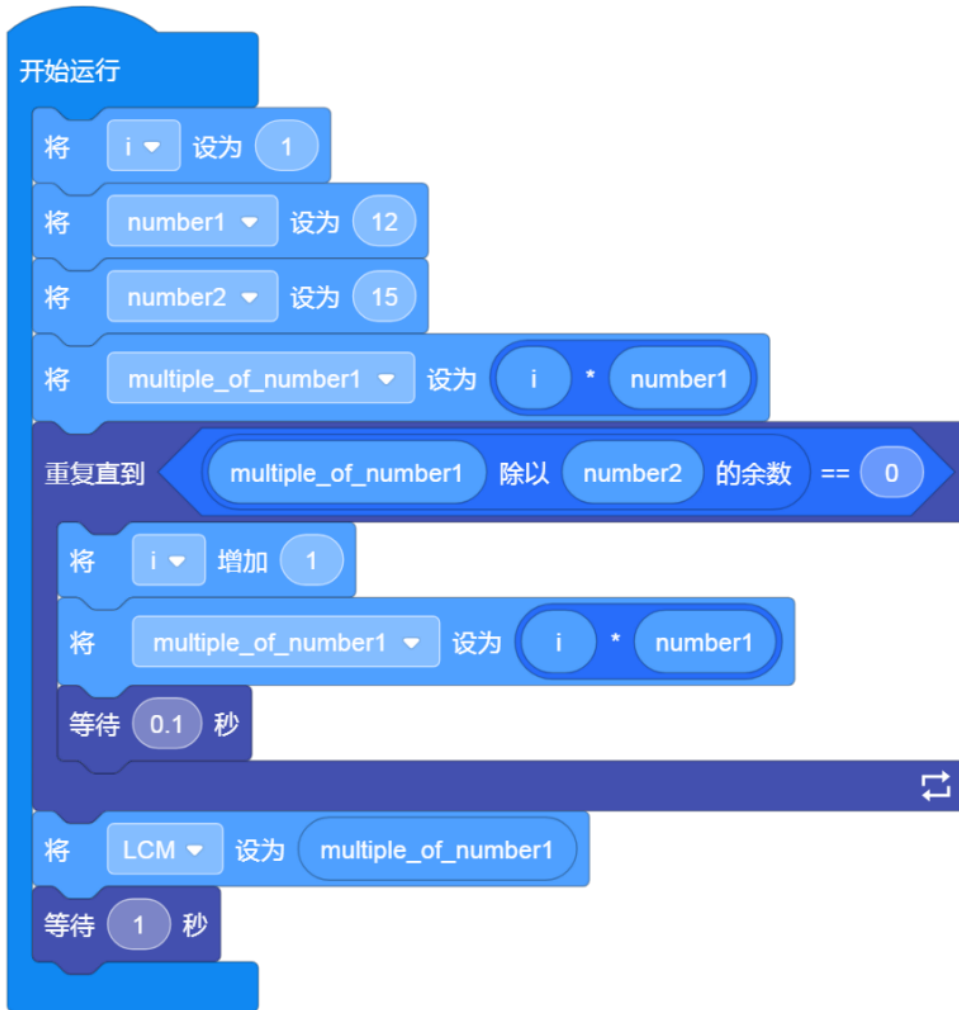 开始运行
将 i 设为 1
将 number1 设为 12
将 number2 设为 15
将 multiple_of_number1 设为 i * number1
重复直到 multiple_of_number1 除以 number2 的余数 == 0
将 i 增加 1
将 multiple_of_number1 设为 i * number1
等待 0.1 秒
将 LCM 设为 multiple_of_number1
等待 1 秒